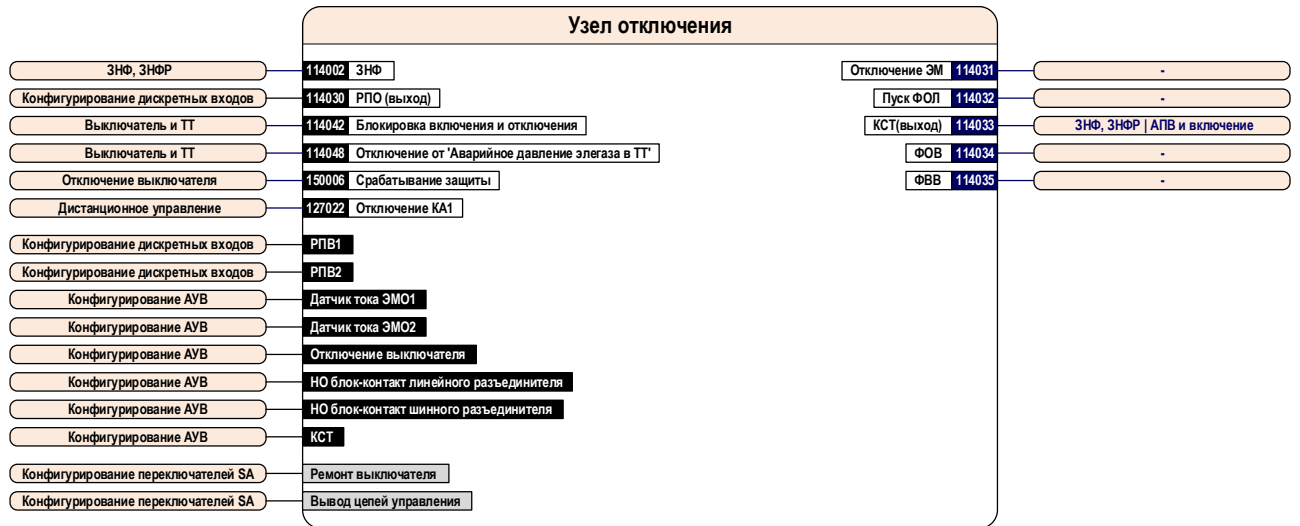 Узел отключения
ЗНФ, ЗНФР 114002 ЗНФ Отключение ЭМ 114031 -
Конфигурирование дискретных входов 114030 РПО (выход) Пуск ФОЛ 114032 -
Выключатель и ТТ 114042 Блокировка включения и отключения КСТ(выход) 114033 ЗНФ, ЗНФР | АПВ и включение
Выключатель и ТТ 114048 Отключение от 'Аварийное давление элегаза в ТТ' ФОВ 114034 -
Отключение выключателя 150006 Срабатывание защиты ФВВ 114035 -
Дистанционное управление 127022 Отключение КА1
Конфигурирование дискретных входов РПВ1
Конфигурирование дискретных входов РПВ2
Конфигурирование АУВ Датчик тока ЭМО1
Конфигурирование АУВ Датчик тока ЭМО2
Конфигурирование АУВ Отключение выключателя
Конфигурирование АУВ НО блок-контакт линейного разъединителя
Конфигурирование АУВ НО блок-контакт шинного разъединителя
Конфигурирование АУВ КСТ
Конфигурирование переключателей SA Ремонт выключателя
Конфигурирование переключателей SA Вывод цепей управления